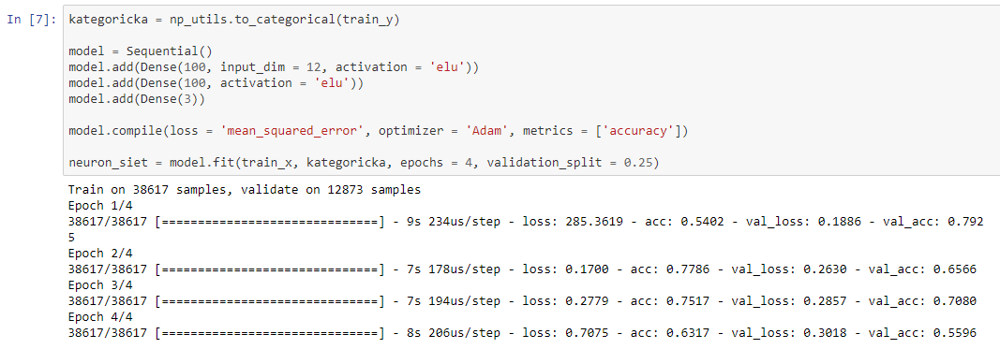 In [7]: kategoricka = np_utils.to_categorical(train_y)
model = Sequential()
model.add(Dense(100, input_dim = 12, activation = 'elu'))
model.add(Dense(100, activation = 'elu'))
model.add(Dense(3))
model.compile(loss = 'mean_squared_error', optimizer = 'Adam', metrics = ['accuracy'])
neuron_siet = model.fit(train_x, kategoricka, epochs = 4, validation_split = 0.25)
Train on 38617 samples, validate on 12873 samples
Epoch 1/4
38617/38617 [==============================] - 9s 234us/step - loss: 285.3619 - acc: 0.5402 - val_loss: 0.1886 - val_acc: 0.792
5
Epoch 2/4
38617/38617 [==============================] - 7s 178us/step - loss: 0.1700 - acc: 0.7786 - val_loss: 0.2630 - val_acc: 0.6566
Epoch 3/4
38617/38617 [==============================] - 7s 194us/step - loss: 0.2779 - acc: 0.7517 - val_loss: 0.2857 - val_acc: 0.7080
Epoch 4/4
38617/38617 [==============================] - 8s 206us/step - loss: 0.7075 - acc: 0.6317 - val_loss: 0.3018 - val_acc: 0.5596